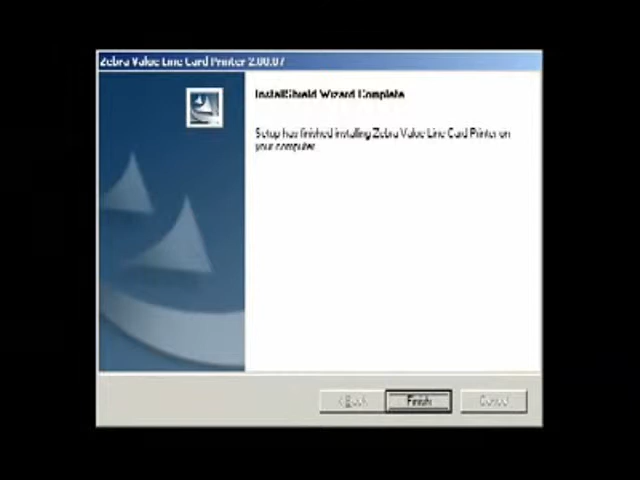 Zebra Value Line Card Printer 2.00.07
InstallShield Wizard Complete
Setup has finished installing Zebra Value Line Card Printer on
your computer.
< Back
Finish
Cancel